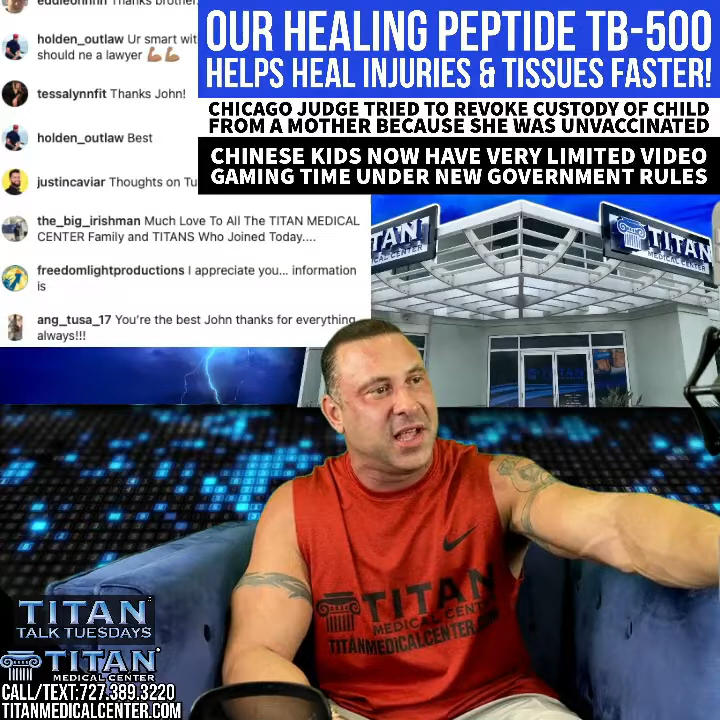 Thanks brother
OUR HEALING PEPTIDE TB-500
HELPS HEAL INJURIES & TISSUES FASTER!
CHICAGO JUDGE TRIED TO REVOKE CUSTODY OF CHILD
FROM A MOTHER BECAUSE SHE WAS UNVACCINATED
CHINESE KIDS NOW HAVE VERY LIMITED VIDEO
GAMING TIME UNDER NEW GOVERNMENT RULES
holden_outlaw Ur smart wit
should ne a lawyer 💪🏽💪🏽
tessalynnfit Thanks John!
holden_outlaw Best
justincaviar Thoughts on Tu
the_big_irishman Much Love To All The TITAN MEDICAL
CENTER Family and TITANS Who Joined Today....
freedomlightproductions I appreciate you... information
is
ang_tusa_17 You're the best John thanks for everything
always!!!
TITAN
MEDICAL CENTER
TITAN
MEDICAL CENTER
TITAN
TITAN
MEDICAL CENT
TITANMEDICALCENTER
TITAN
TALK TUESDAYS
TITAN
MEDICAL CENTER
CALL/TEXT:727.389.3220
TITANMEDICALCENTER.COM